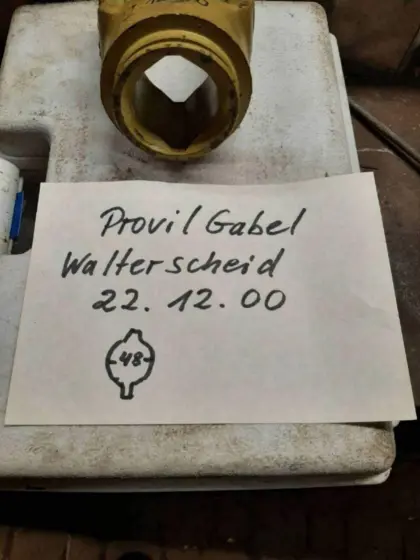 Provil Gabel
Walterscheid
22. 12. 00
48